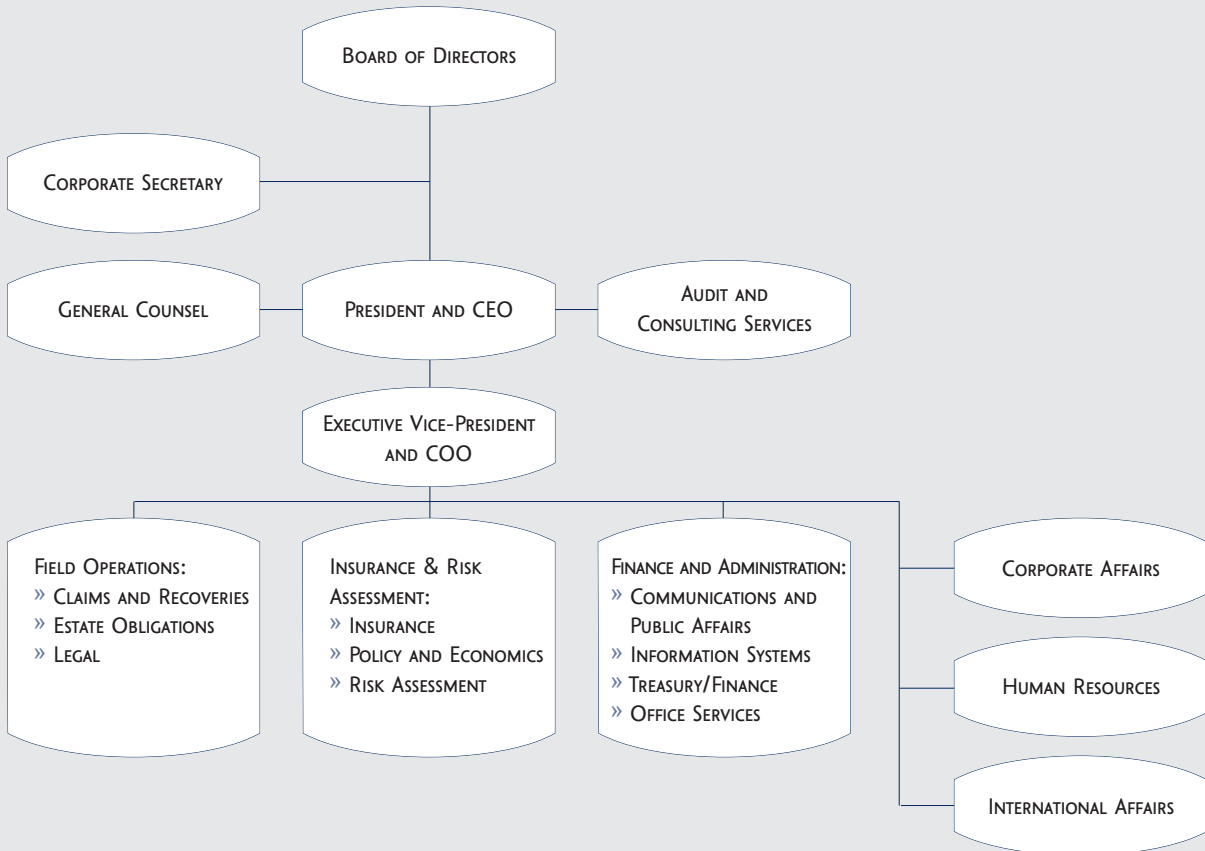 Board of Directors
Corporate Secretary
General Counsel
President and CEO
Audit and
Consulting Services
Executive Vice-President
and COO
Field Operations:
» Claims and Recoveries
» Estate Obligations
» Legal
Insurance & Risk
Assessment:
» Insurance
» Policy and Economics
» Risk Assessment
Finance and Administration:
» Communications and
Public Affairs
» Information Systems
» Treasury/Finance
» Office Services
Corporate Affairs
Human Resources
International Affairs